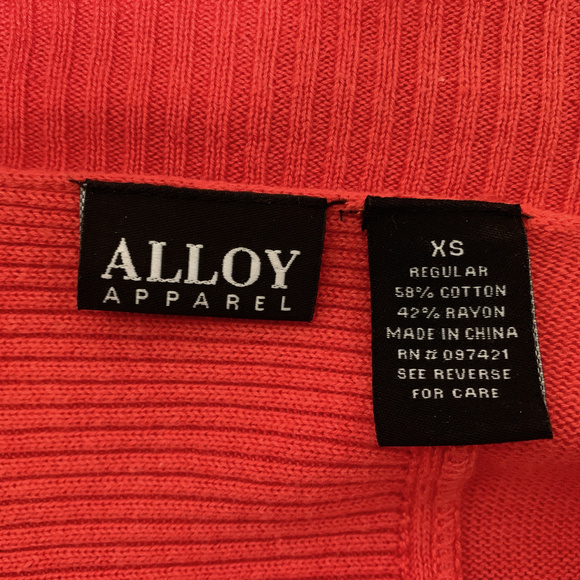 ALLOY
APPAREL
XS
REGULAR
58% COTTON
42% RAYON
MADE IN CHINA
RN # 097421
SEE REVERSE
FOR CARE